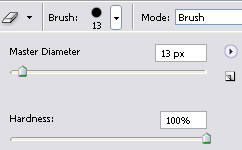 Brush: 13 Mode: Brush
Master Diameter 13 px
Hardness: 100%